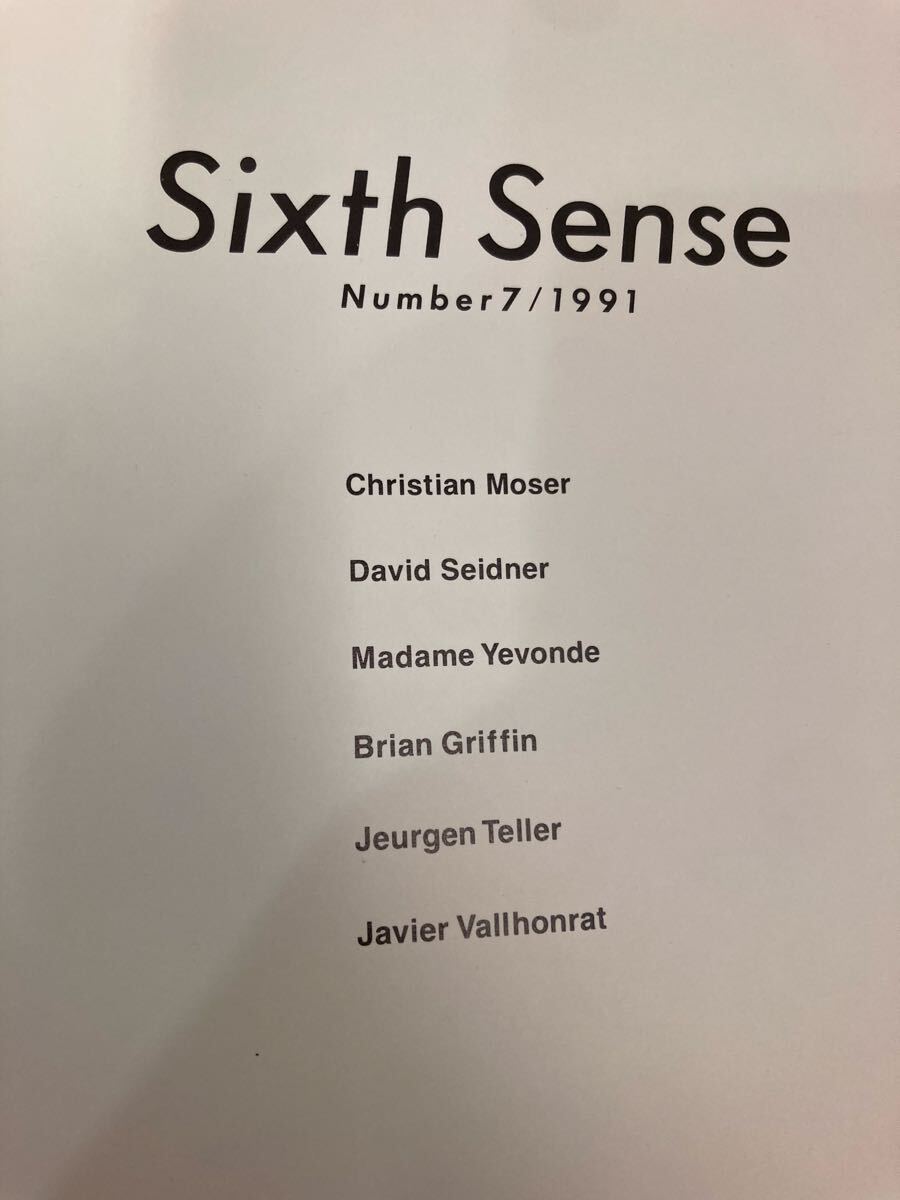 Sixth Sense
Number7/1991
Christian Moser
David Seidner
Madame Yevonde
Brian Griffin
Jeurgen Teller
Javier Vallhonrat